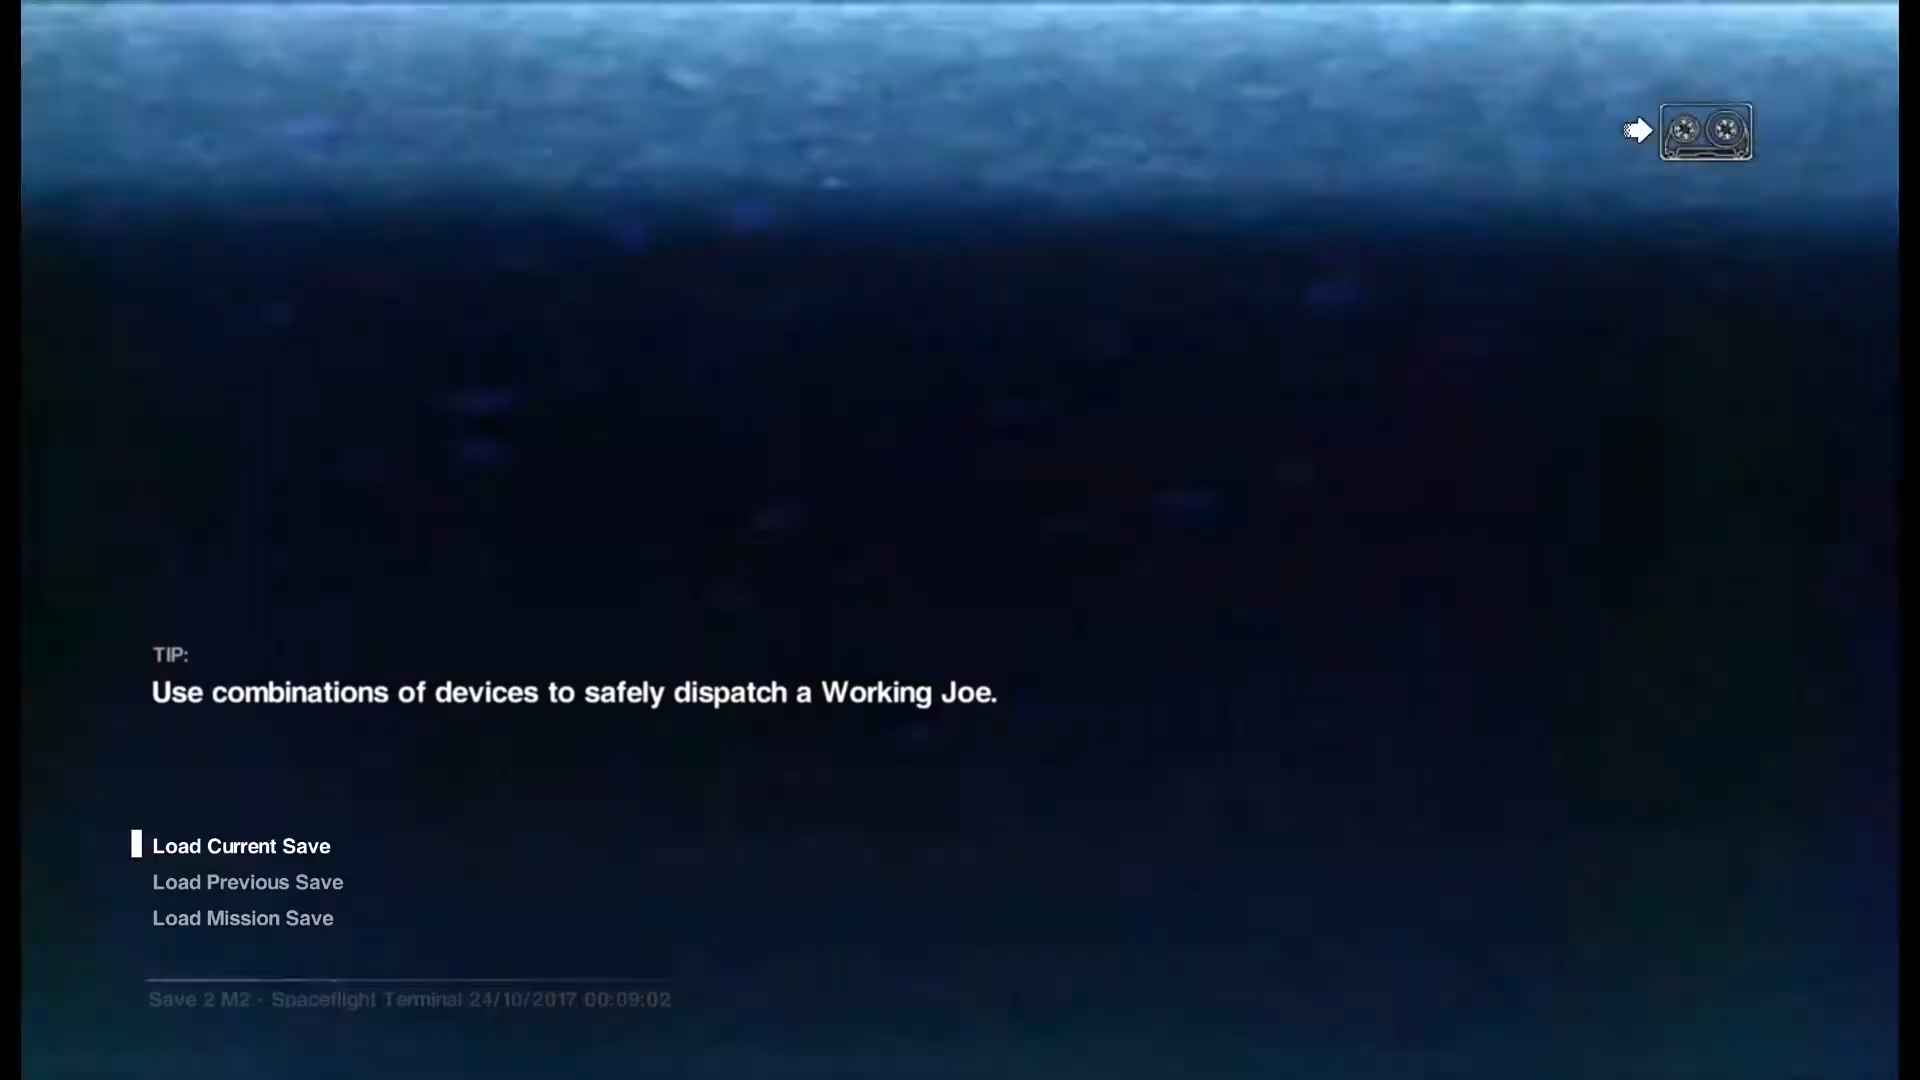 TIP:
Use combinations of devices to safely dispatch a Working Joe.
Load Current Save
Load Previous Save
Load Mission Save
Save 2 M2 - Spaceflight Terminal 24/10/2017 00:09:02